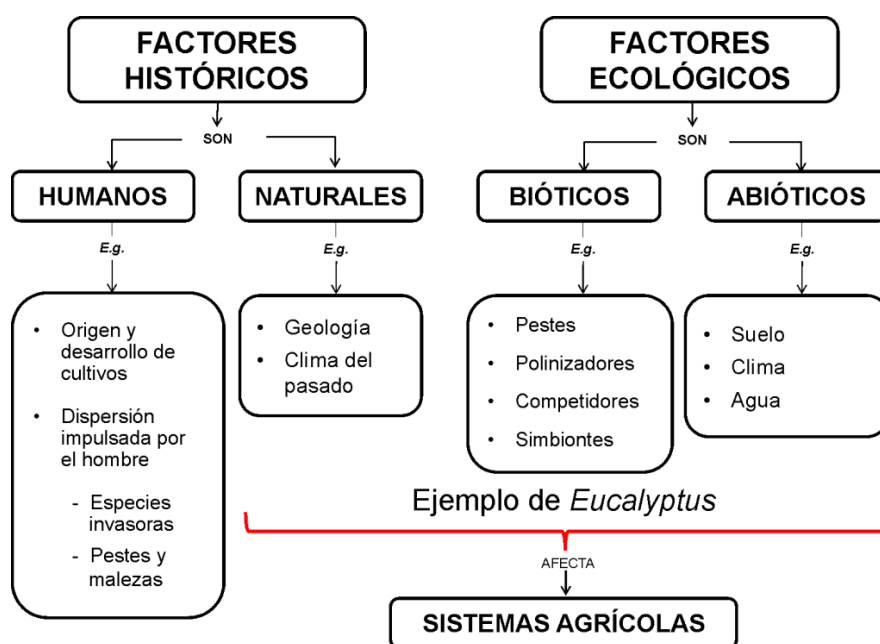 FACTORES
HISTÓRICOS
SON
HUMANOS
NATURALES
E.g.
E.g.
• Origen y
desarrollo de
cultivos
• Dispersión
impulsada por
el hombre
- Especies
invasoras
- Pestes y
malezas
• Geología
• Clima del
pasado
FACTORES
ECOLÓGICOS
SON
BIÓTICOS
ABIÓTICOS
E.g.
E.g.
• Pestes
• Polinizadores
• Competidores
• Simbiontes
• Suelo
• Clima
• Agua
Ejemplo de Eucalyptus
AFECTA
SISTEMAS AGRÍCOLAS